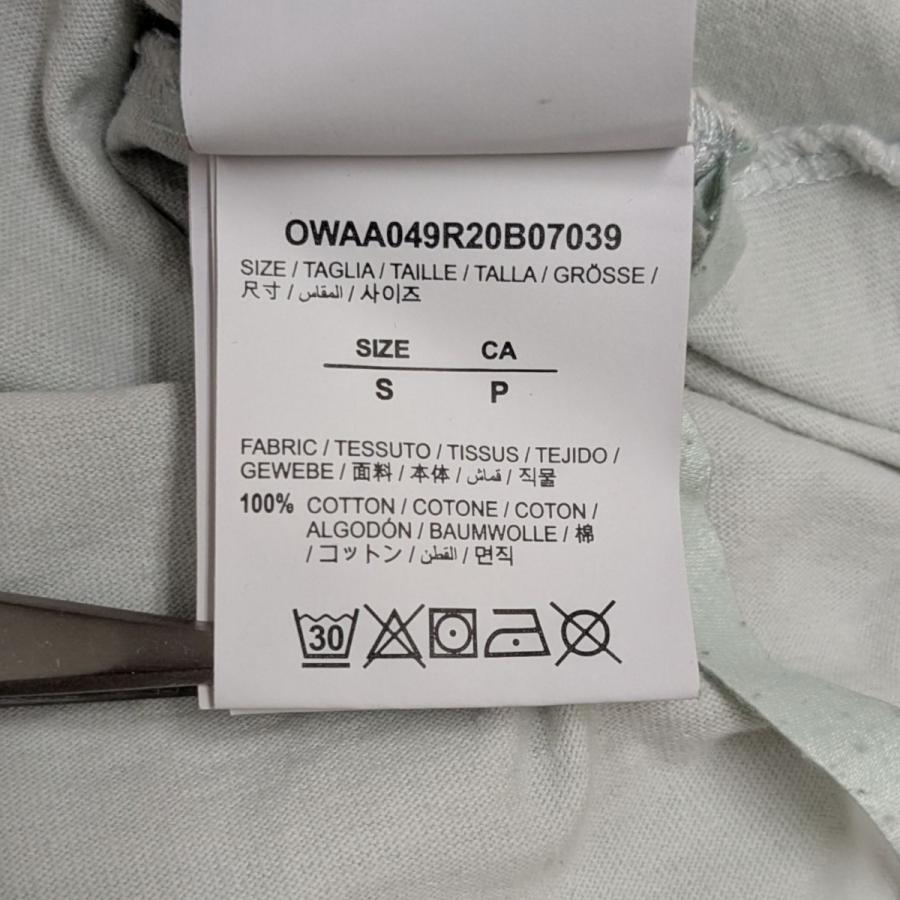 OWAA049R20B07039
SIZE / TAGLIA / TAILLE / TALLA / GRÖSSE /
尺寸 / المقاس / 사이즈
SIZE CA
S P
FABRIC / TESSUTO / TISSUS / TEJIDO /
GEWEBE / 面料 / 本体 / قماش / 직물
100% COTTON / COTONE / COTON /
ALGODÓN / BAUMWOLLE / 棉
/ コットン / القطن / 면직
30